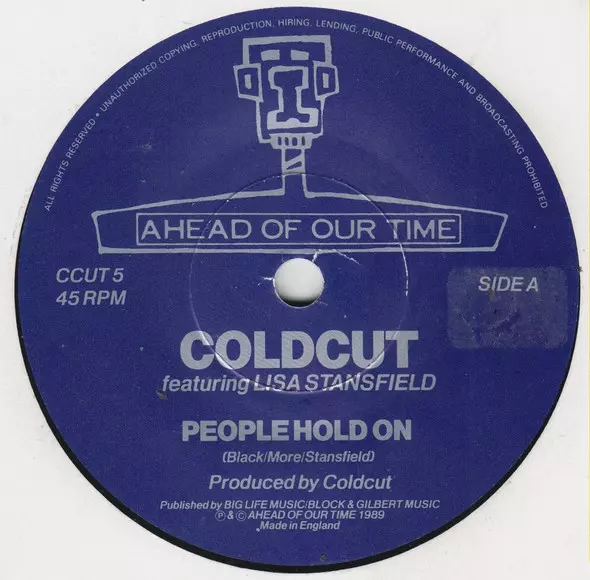 ALL RIGHTS RESERVED • UNAUTHORIZED COPYING, REPRODUCTION, HIRING, LENDING, PUBLIC PERFORMANCE AND BROADCASTING PROHIBITED
AHEAD OF OUR TIME
CCUT 5
45 RPM
SIDE A
COLDCUT
featuring LISA STANSFIELD
PEOPLE HOLD ON
(Black/More/Stansfield)
Produced by Coldcut
Published by BIG LIFE MUSIC/BLOCK & GILBERT MUSIC
℗ & © AHEAD OF OUR TIME 1989
Made in England